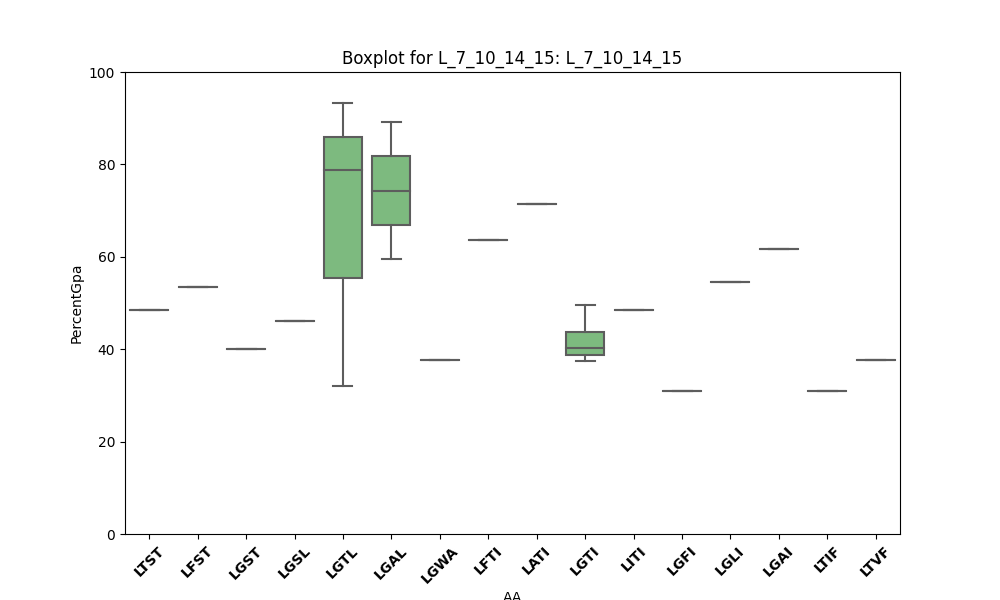 Boxplot for L_7_10_14_15: L_7_10_14_15
100
80
60
40
20
0
PercentGpa
LTST LFST LGST LGSL LGTL LGAL LGWA LFTI LATI LGTI LITI LGFI LGLI LGAI LTIF LTVF
AA